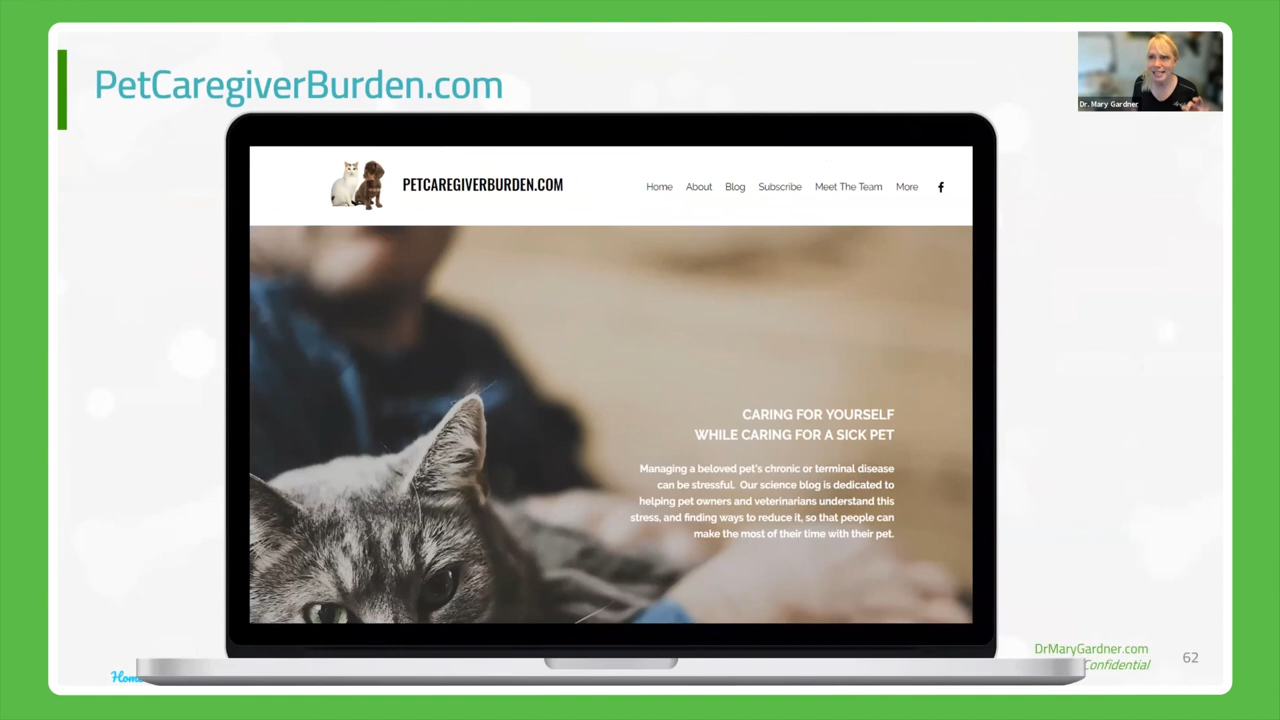 PetCaregiverBurden.com
Dr. Mary Gardner
PETCAREGIVERBURDEN.COM
Home About Blog Subscribe Meet The Team More f
CARING FOR YOURSELF
WHILE CARING FOR A SICK PET
Managing a beloved pet's chronic or terminal disease
can be stressful. Our science blog is dedicated to
helping pet owners and veterinarians understand this
stress, and finding ways to reduce it, so that people can
make the most of their time with their pet.
DrMaryGardner.com
Confidential
62